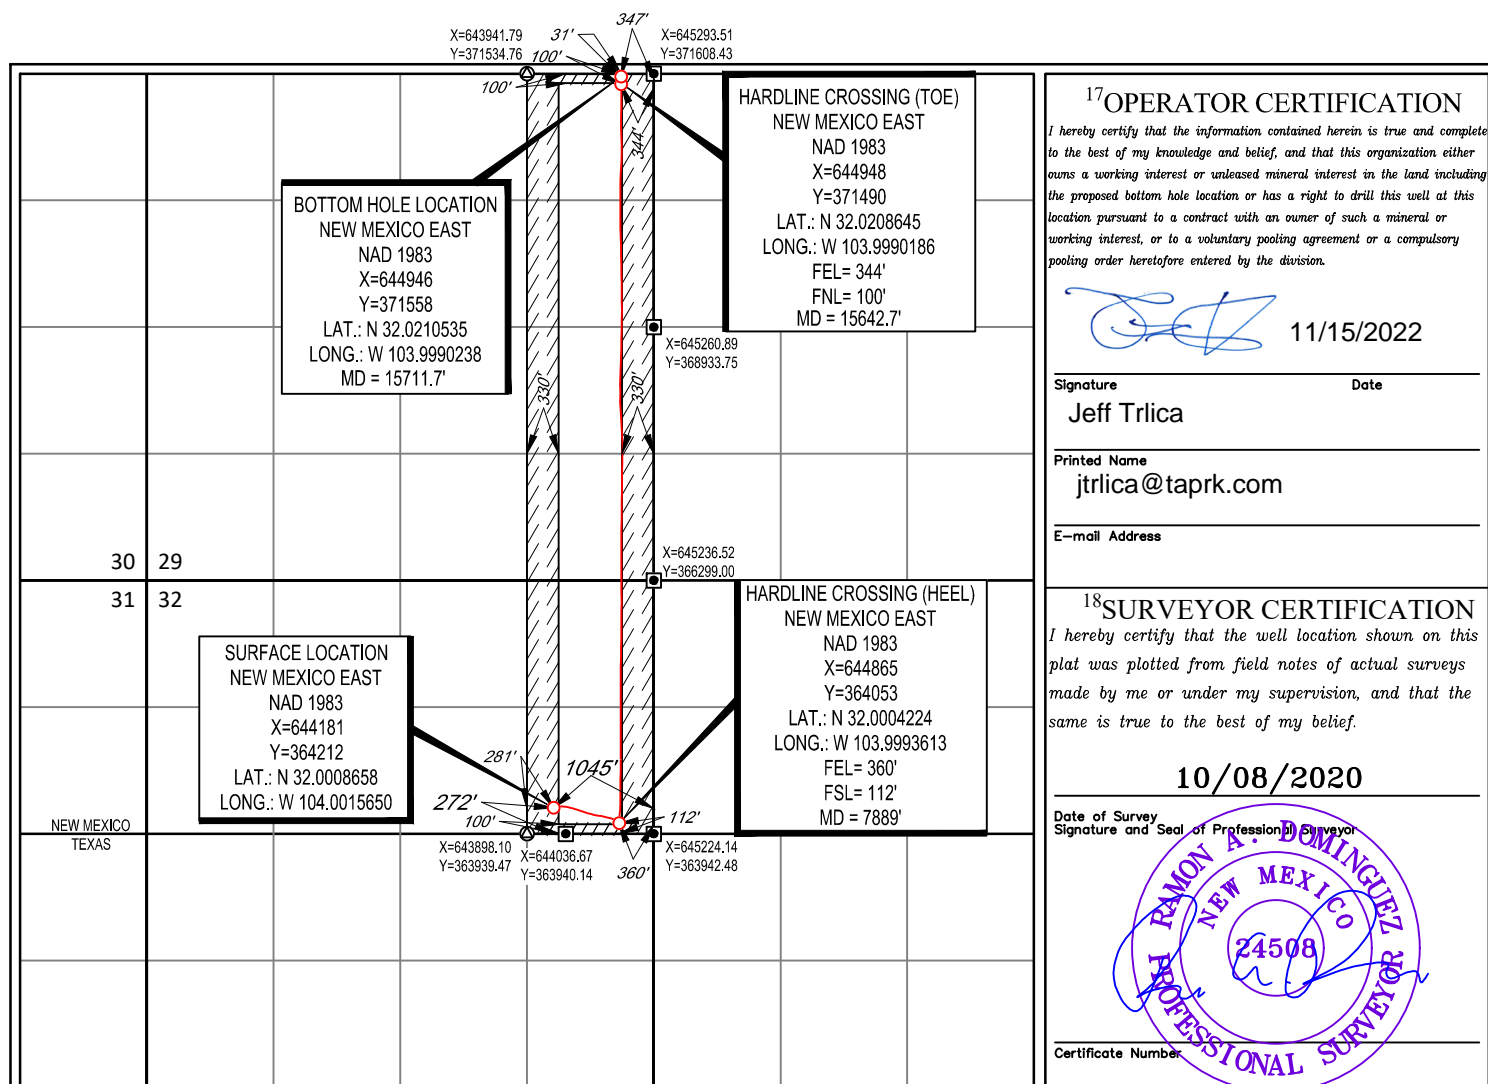 X=643941.79
Y=371534.76
31'
100'
347'
X=645293.51
Y=371608.43
100'
344'
HARDLINE CROSSING (TOE)
NEW MEXICO EAST
NAD 1983
X=644948
Y=371490
LAT.: N 32.0208645
LONG.: W 103.9990186
FEL= 344'
FNL= 100'
MD = 15642.7'
BOTTOM HOLE LOCATION
NEW MEXICO EAST
NAD 1983
X=644946
Y=371558
LAT.: N 32.0210535
LONG.: W 103.9990238
MD = 15711.7'
X=645260.89
Y=368933.75
330'
330'
30 29
31 32
X=645236.52
Y=366299.00
HARDLINE CROSSING (HEEL)
NEW MEXICO EAST
NAD 1983
X=644865
Y=364053
LAT.: N 32.0004224
LONG.: W 103.9993613
FEL= 360'
FSL= 112'
MD = 7889'
SURFACE LOCATION
NEW MEXICO EAST
NAD 1983
X=644181
Y=364212
LAT.: N 32.0008658
LONG.: W 104.0015650
281'
1045'
272'
100'
112'
360'
NEW MEXICO
TEXAS
X=643898.10
Y=363939.47
X=644036.67
Y=363940.14
X=645224.14
Y=363942.48
17OPERATOR CERTIFICATION
I hereby certify that the information contained herein is true and complete
to the best of my knowledge and belief, and that this organization either
owns a working interest or unleased mineral interest in the land including
the proposed bottom hole location or has a right to drill this well at this
location pursuant to a contract with an owner of such a mineral or
working interest, or to a voluntary pooling agreement or a compulsory
pooling order heretofore entered by the division.
11/15/2022
Signature Date
Jeff Trlica
Printed Name
jtrlica@taprk.com
E-mail Address
18SURVEYOR CERTIFICATION
I hereby certify that the well location shown on this
plat was plotted from field notes of actual surveys
made by me or under my supervision, and that the
same is true to the best of my belief.
10/08/2020
Date of Survey
Signature and Seal of Professional Surveyor
RAMON A. DOMINGUEZ
NEW MEXICO
24508
PROFESSIONAL SURVEYOR
Certificate Number